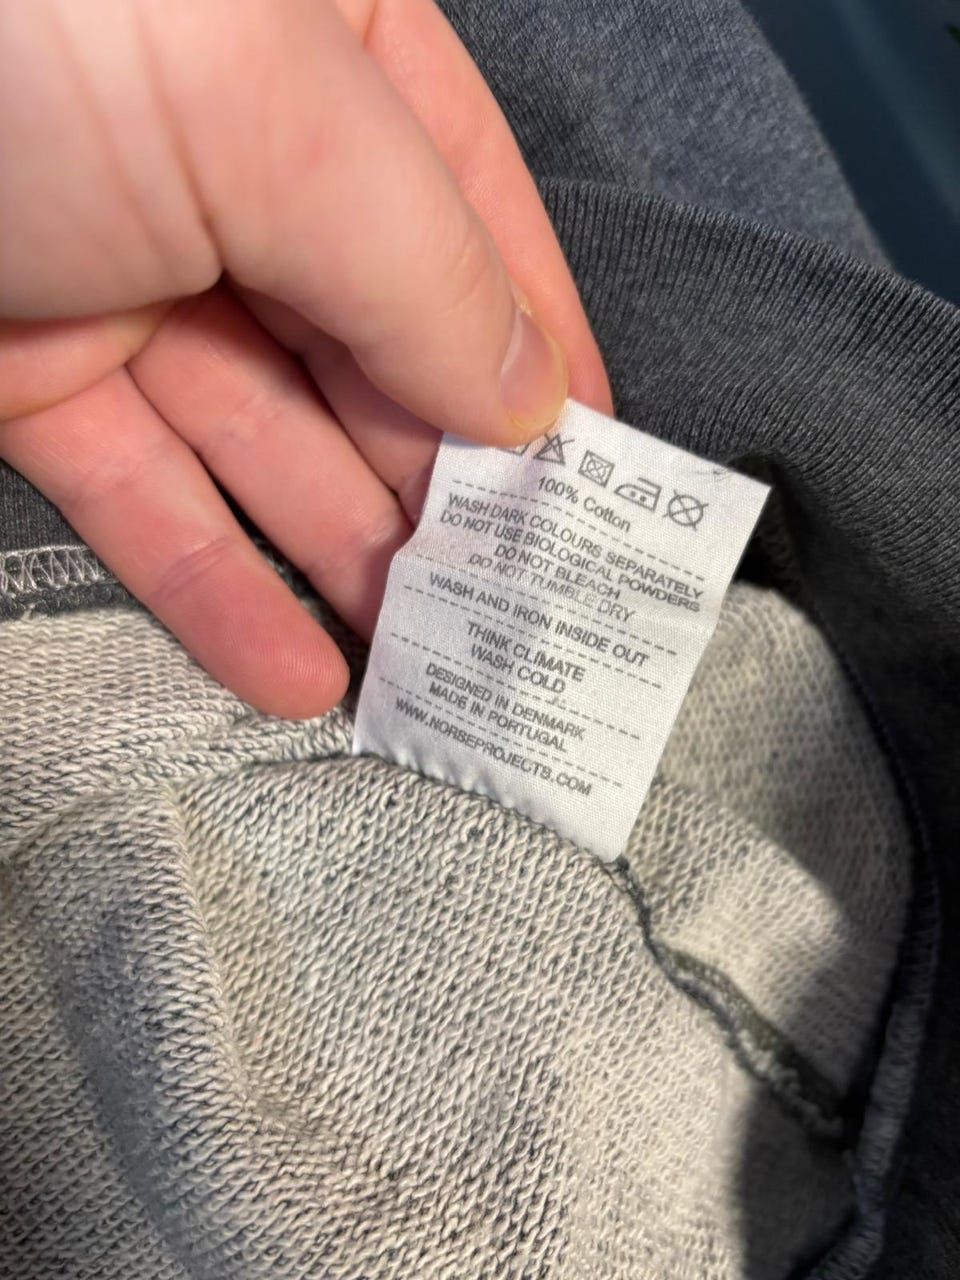 100% Cotton
WASH DARK COLOURS SEPARATELY
DO NOT USE BIOLOGICAL POWDERS
DO NOT BLEACH
DO NOT TUMBLE DRY
WASH AND IRON INSIDE OUT
THINK CLIMATE
WASH COLD
DESIGNED IN DENMARK
MADE IN PORTUGAL
WWW.NORSEPROJECTS.COM